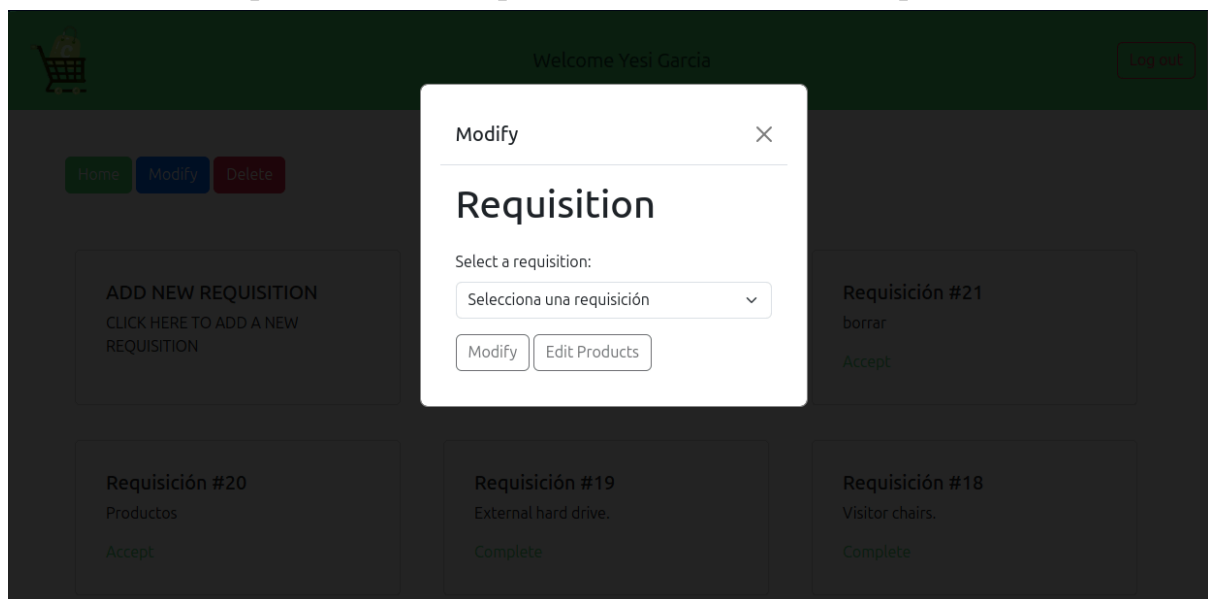 Welcome Yesi Garcia
Log out
Modify
Home
Modify
Delete
Requisition
Select a requisition:
Selecciona una requisición
Modify
Edit Products
ADD NEW REQUISITION
CLICK HERE TO ADD A NEW
REQUISITION
Requisición #21
borrar
Accept
Requisición #20
Productos
Accept
Requisición #19
External hard drive.
Complete
Requisición #18
Visitor chairs.
Complete